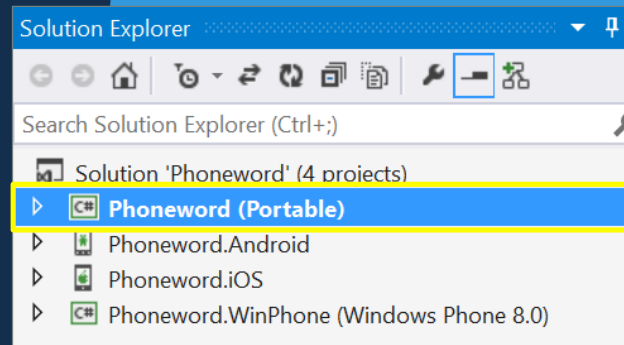 Solution Explorer
Search Solution Explorer (Ctrl+;)
Solution 'Phoneword' (4 projects)
C# Phoneword (Portable)
Phoneword.Android
Phoneword.iOS
C# Phoneword.WinPhone (Windows Phone 8.0)